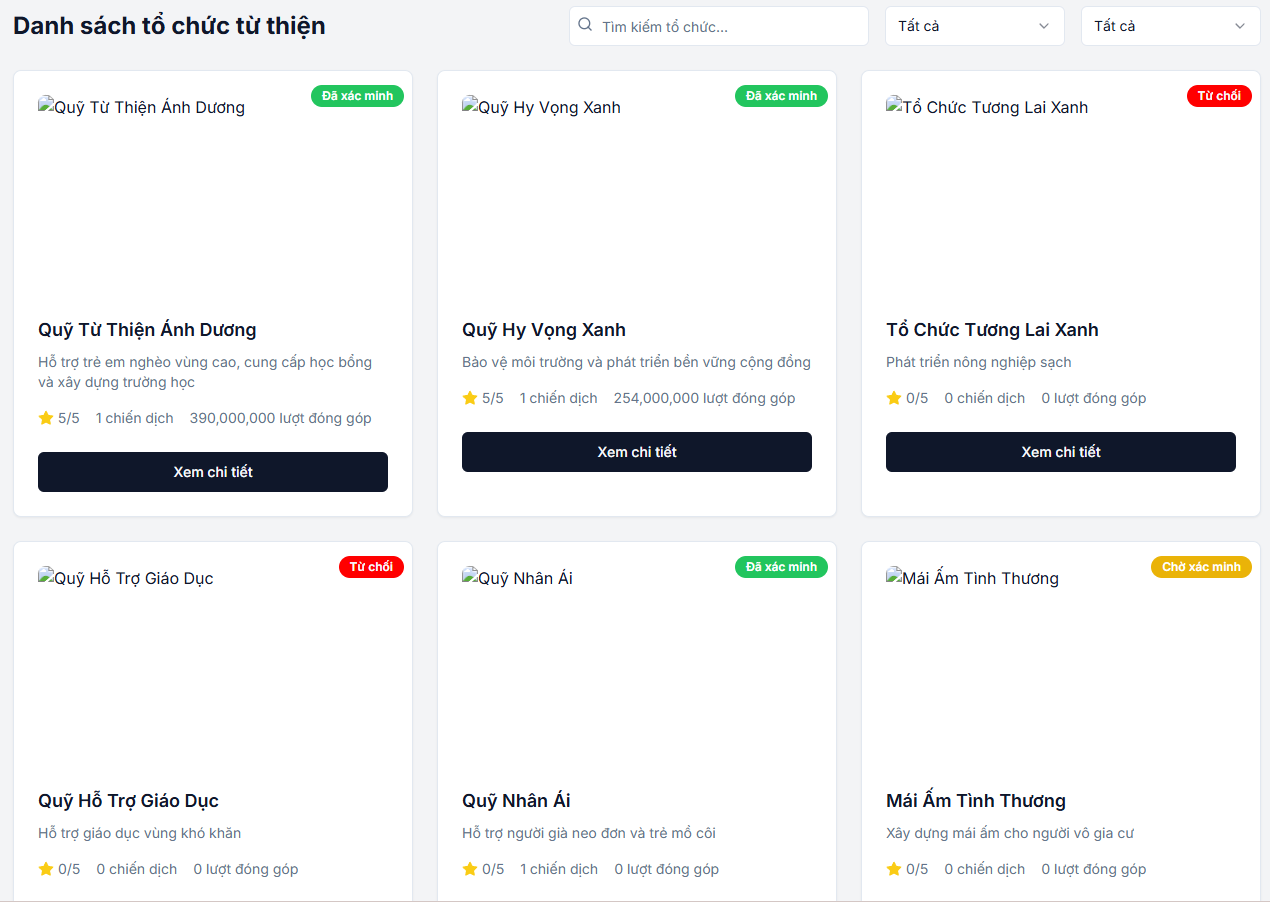 Danh sách tổ chức từ thiện
Tìm kiếm tổ chức...
Tất cả
Tất cả
Quỹ Từ Thiện Ánh Dương
Đã xác minh
Quỹ Từ Thiện Ánh Dương
Hỗ trợ trẻ em nghèo vùng cao, cung cấp học bổng
và xây dựng trường học
5/5 1 chiến dịch 390,000,000 lượt đóng góp
Xem chi tiết
Quỹ Hy Vọng Xanh
Đã xác minh
Quỹ Hy Vọng Xanh
Bảo vệ môi trường và phát triển bền vững cộng đồng
5/5 1 chiến dịch 254,000,000 lượt đóng góp
Xem chi tiết
Tổ Chức Tương Lai Xanh
Từ chối
Tổ Chức Tương Lai Xanh
Phát triển nông nghiệp sạch
0/5 0 chiến dịch 0 lượt đóng góp
Xem chi tiết
Quỹ Hỗ Trợ Giáo Dục
Từ chối
Quỹ Hỗ Trợ Giáo Dục
Hỗ trợ giáo dục vùng khó khăn
0/5 0 chiến dịch 0 lượt đóng góp
Quỹ Nhân Ái
Đã xác minh
Quỹ Nhân Ái
Hỗ trợ người già neo đơn và trẻ mồ côi
0/5 1 chiến dịch 0 lượt đóng góp
Mái Ấm Tình Thương
Chờ xác minh
Mái Ấm Tình Thương
Xây dựng mái ấm cho người vô gia cư
0/5 0 chiến dịch 0 lượt đóng góp